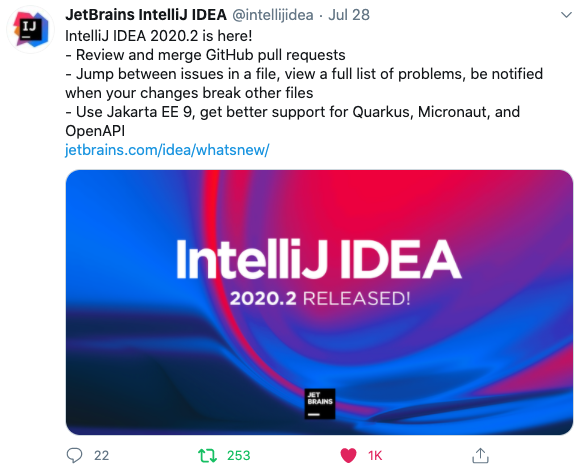 JetBrains IntelliJ IDEA @intellijidea · Jul 28
IJ
IntelliJ IDEA 2020.2 is here!
- Review and merge GitHub pull requests
- Jump between issues in a file, view a full list of problems, be notified
when your changes break other files
- Use Jakarta EE 9, get better support for Quarkus, Micronaut, and
OpenAPI
jetbrains.com/idea/whatsnew/
IntelliJ IDEA
2020.2 RELEASED!
JET
BRAINS
22 253 1K